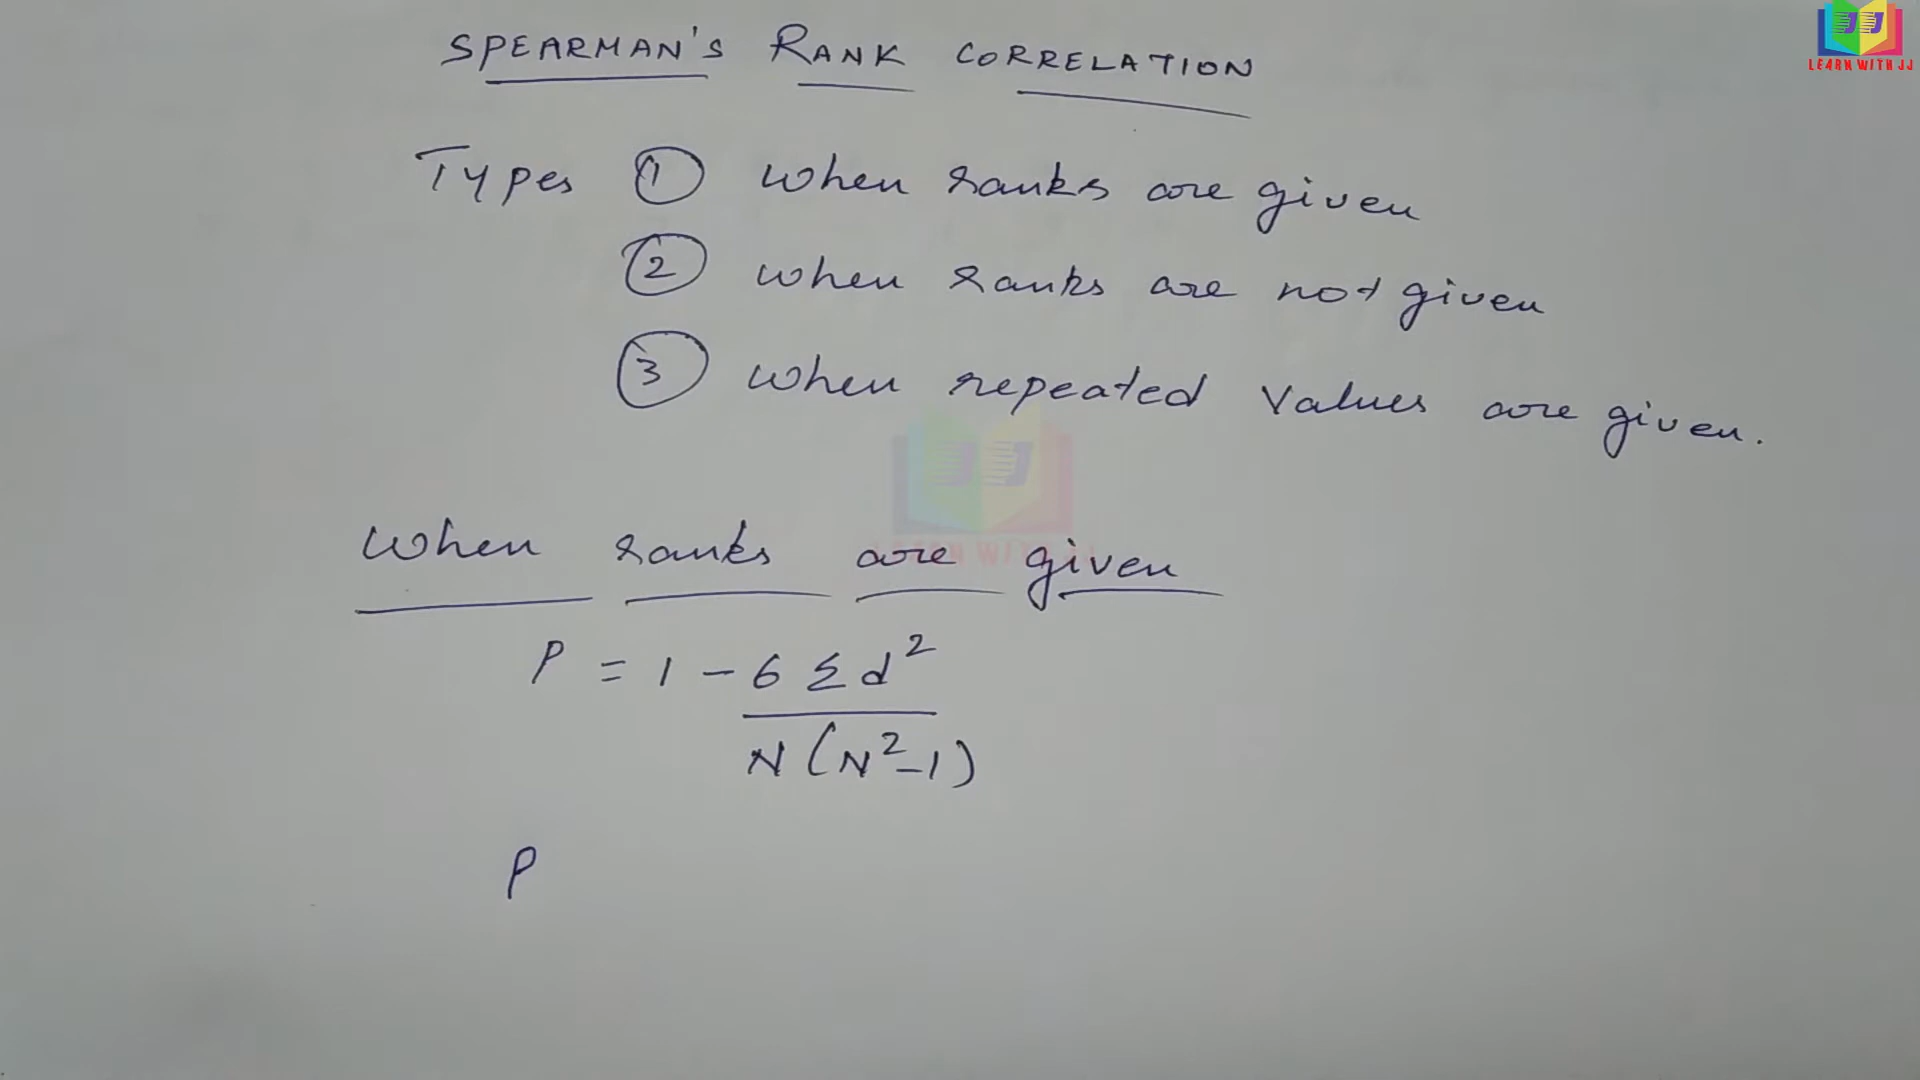 SPEARMAN'S RANK CORRELATION
LEARN WITH JJ
Types ① when ranks are given
② when ranks are not given
③ when repeated values are given.
when ranks are given
P = 1 - 6 Σd²
N (N²-1)
P